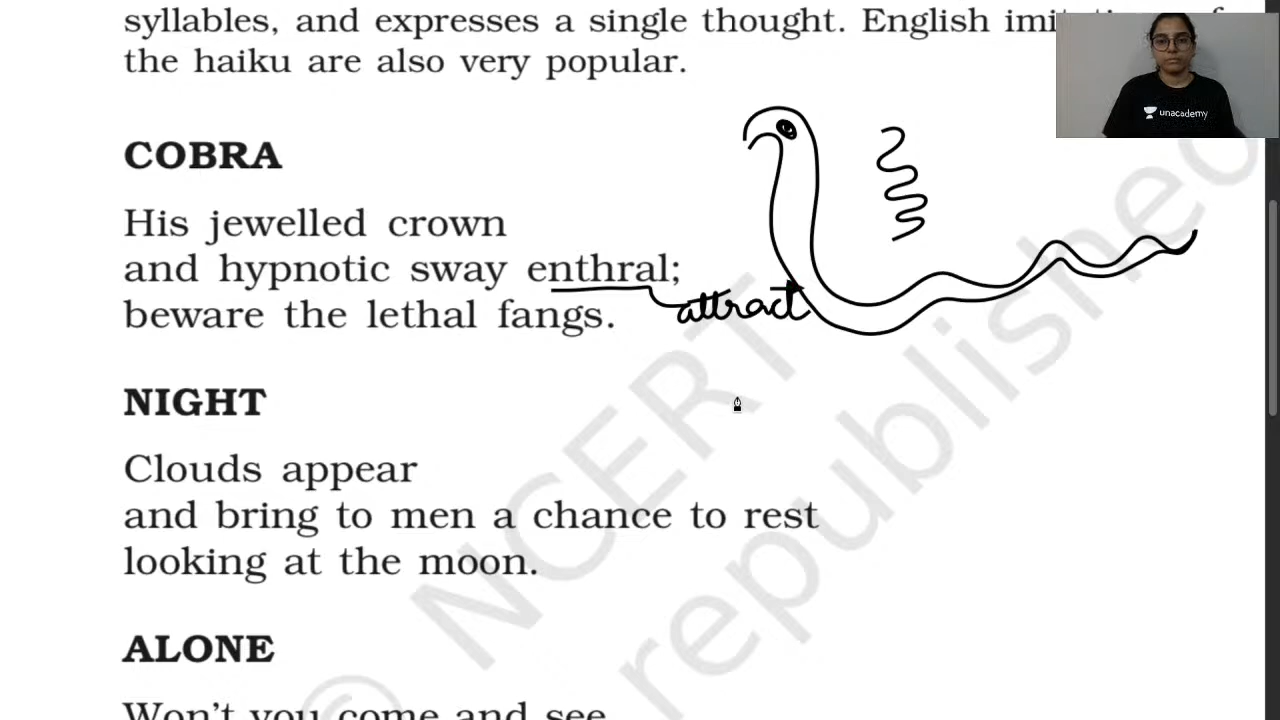 syllables, and expresses a single thought. English
the haiku are also very popular.
unacademy
COBRA
His jewelled crown
and hypnotic sway enthral;
attract
beware the lethal fangs.
NIGHT
Clouds appear
and bring to men a chance to rest
looking at the moon.
ALONE
Won't you come and see
© NCERT
republished